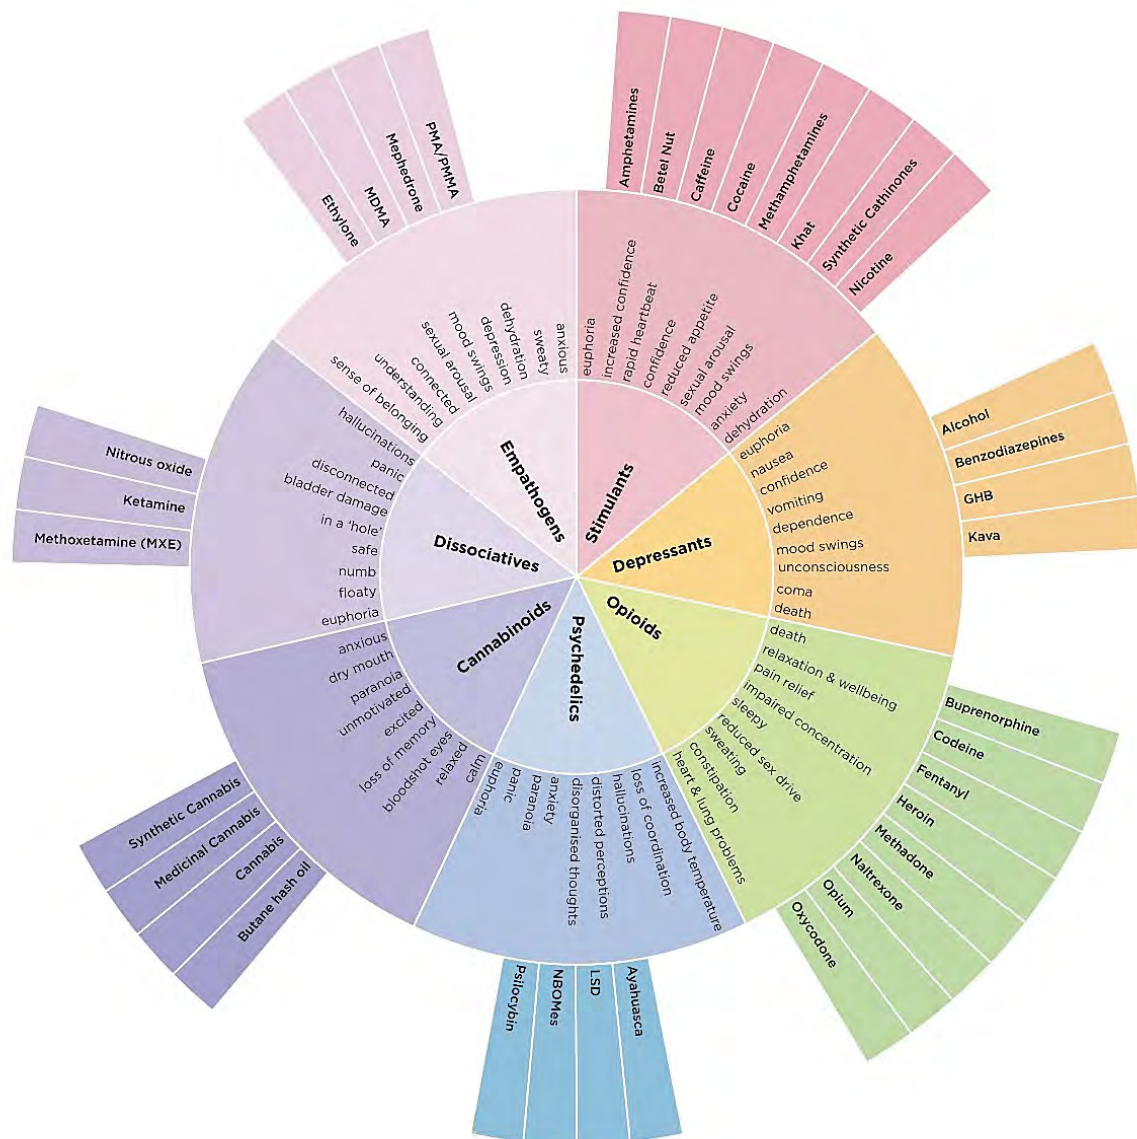 Stimulants
euphoria
increased confidence
rapid heartbeat
confidence
reduced appetite
sexual arousal
mood swings
anxiety
dehydration
Amphetamines
Betel Nut
Caffeine
Cocaine
Methamphetamines
Khat
Synthetic Cathinones
Nicotine
Depressants
euphoria
nausea
confidence
vomiting
dependence
mood swings
unconsciousness
coma
death
Alcohol
Benzodiazepines
GHB
Kava
Opioids
death
relaxation & wellbeing
pain relief
impaired concentration
sleepy
reduced sex drive
sweating
constipation
heart & lung problems
Buprenorphine
Codeine
Fentanyl
Heroin
Methadone
Naltrexone
Opium
Oxycodone
Psychedelics
increased body temperature
loss of coordination
hallucinations
distorted perceptions
disorganised thoughts
anxiety
paranoia
panic
euphoria
Ayahuasca
LSD
NBOMes
Psilocybin
Cannabinoids
calm
relaxed
bloodshot eyes
loss of memory
excited
unmotivated
paranoia
dry mouth
anxious
Butane hash oil
Cannabis
Medicinal Cannabis
Synthetic Cannabis
Dissociatives
euphoria
floaty
numb
safe
in a ‘hole’
bladder damage
disconnected
panic
hallucinations
Methoxetamine (MXE)
Ketamine
Nitrous oxide
Empathogens
sense of belonging
understanding
connected
sexual arousal
mood swings
depression
dehydration
sweaty
anxious
Ethylone
MDMA
Mephedrone
PMA/PMMA